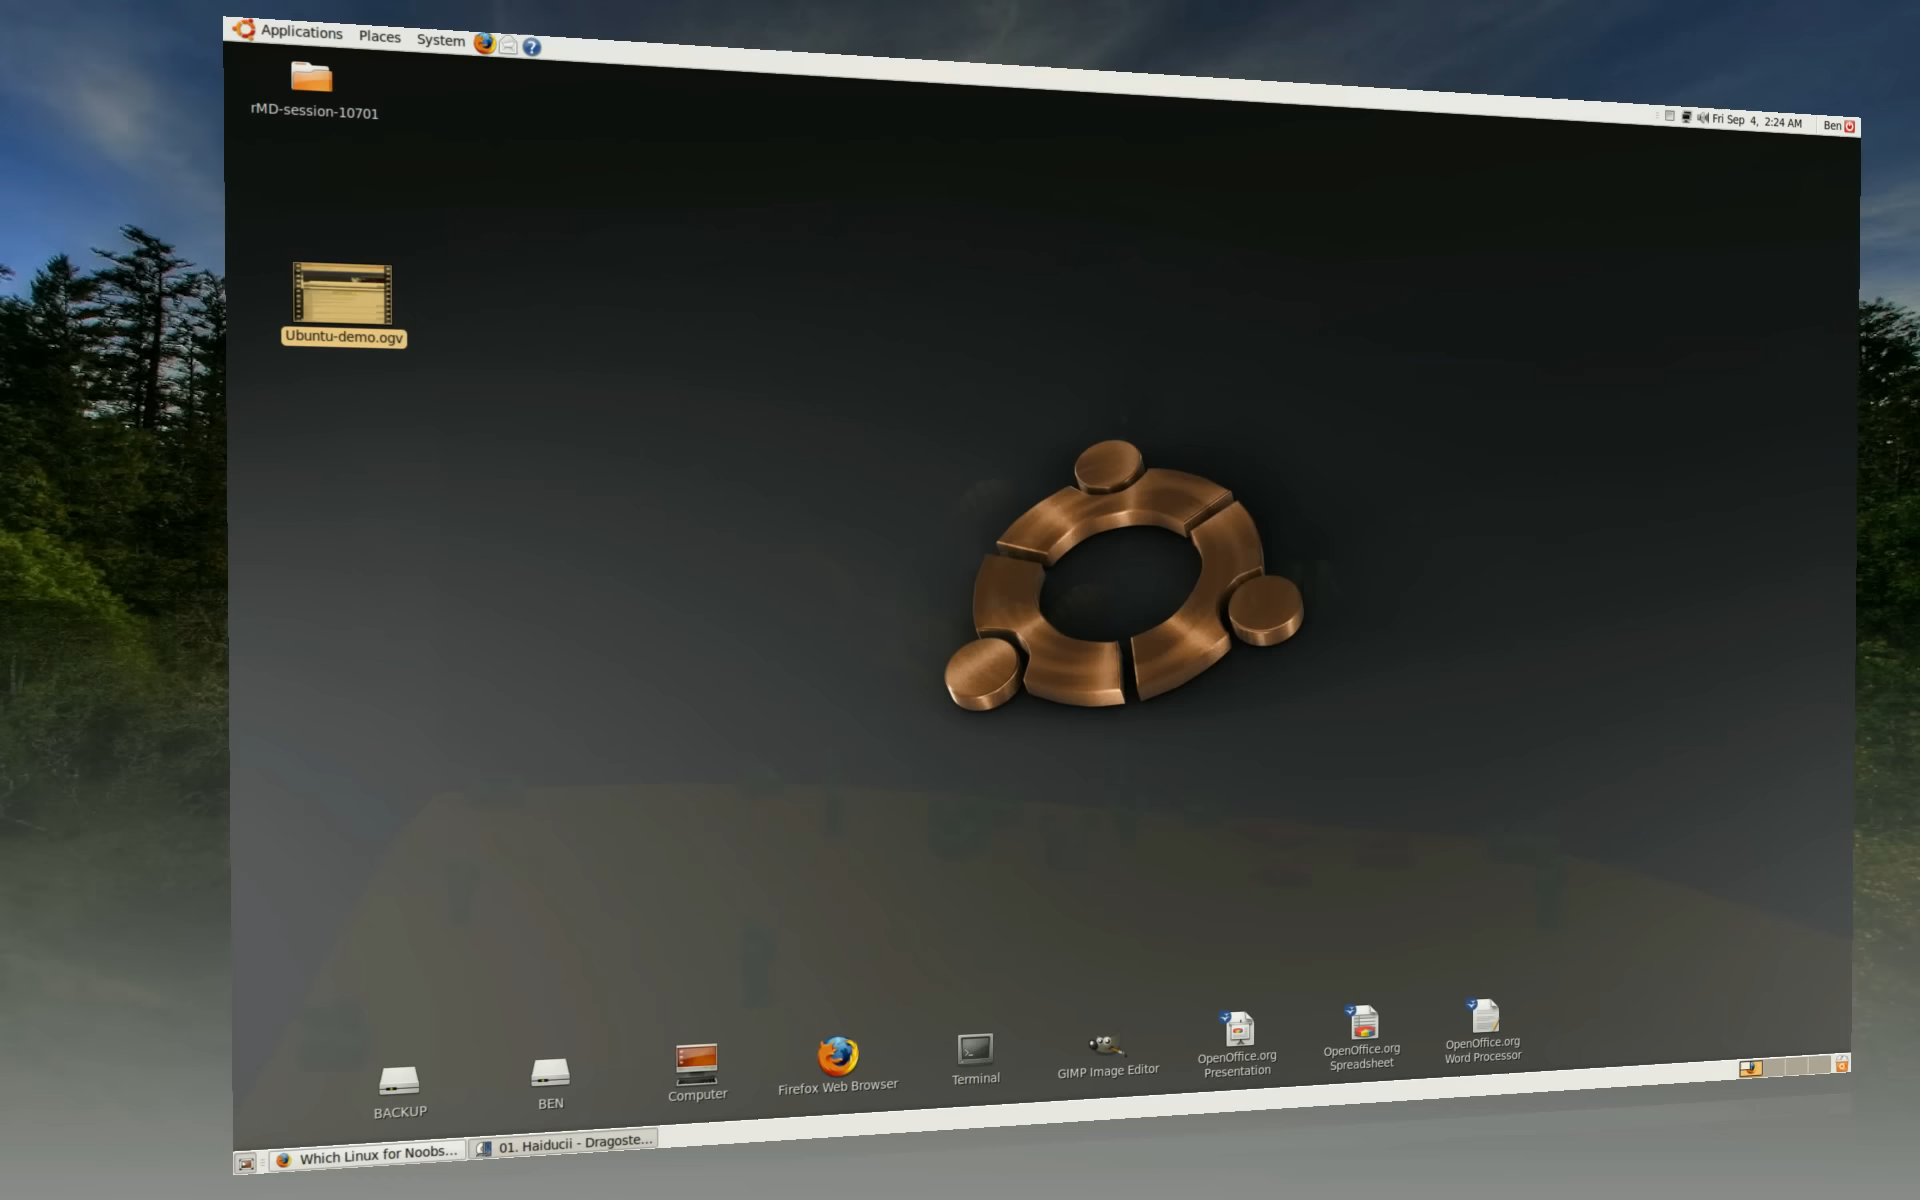 Applications Places System
Fri Sep 4, 2:24 AM Ben
rMD-session-10701
Ubuntu-demo.ogv
BACKUP
BEN
Computer
Firefox Web Browser
Terminal
GIMP Image Editor
OpenOffice.org
Presentation
OpenOffice.org
Spreadsheet
OpenOffice.org
Word Processor
Which Linux for Noobs...
01. Haiducii - Dragoste...